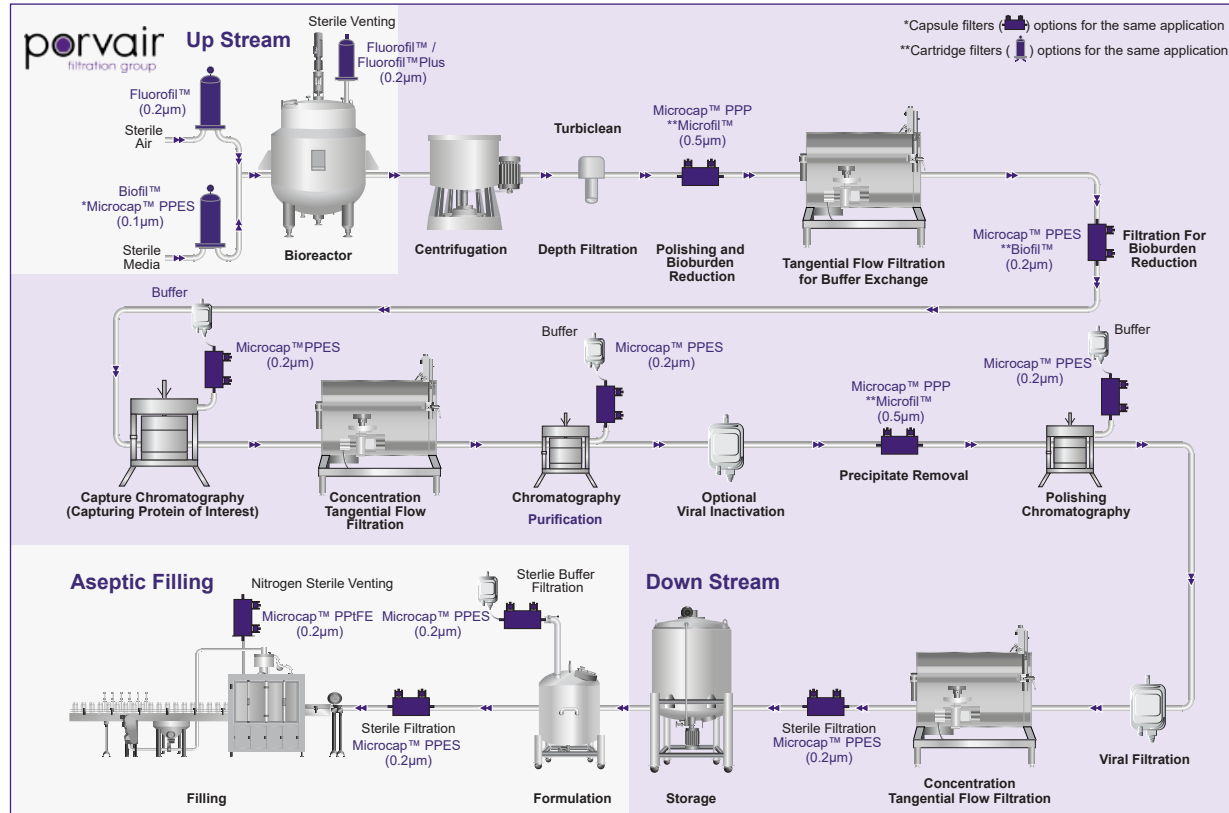 porvair
filtration group
Up Stream
Sterile Venting
Fluorofil™ /
Fluorofil™Plus
(0.2µm)
*Capsule filters ( ) options for the same application
**Cartridge filters ( ) options for the same application
Fluorofil™
(0.2µm)
Sterile
Air
Biofil™
*Microcap™ PPES
(0.1µm)
Sterile
Media
Bioreactor
Centrifugation
Turbiclean
Depth Filtration
Microcap™ PPP
**Microfil™
(0.5µm)
Polishing and
Bioburden
Reduction
Tangential Flow Filtration
for Buffer Exchange
Microcap™ PPES
**Biofil™
(0.2µm)
Filtration For
Bioburden
Reduction
Buffer
Microcap™PPES
(0.2µm)
Capture Chromatography
(Capturing Protein of Interest)
Concentration
Tangential Flow
Filtration
Buffer
Microcap™ PPES
(0.2µm)
Chromatography
Purification
Optional
Viral Inactivation
Microcap™ PPP
**Microfil™
(0.5µm)
Precipitate Removal
Buffer
Microcap™ PPES
(0.2µm)
Polishing
Chromatography
Aseptic Filling
Nitrogen Sterile Venting
Microcap™ PPtFE
(0.2µm)
Sterlie Buffer
Filtration
Microcap™ PPES
(0.2µm)
Sterile Filtration
Microcap™ PPES
(0.2µm)
Filling
Formulation
Down Stream
Storage
Sterile Filtration
Microcap™ PPES
(0.2µm)
Concentration
Tangential Flow Filtration
Viral Filtration